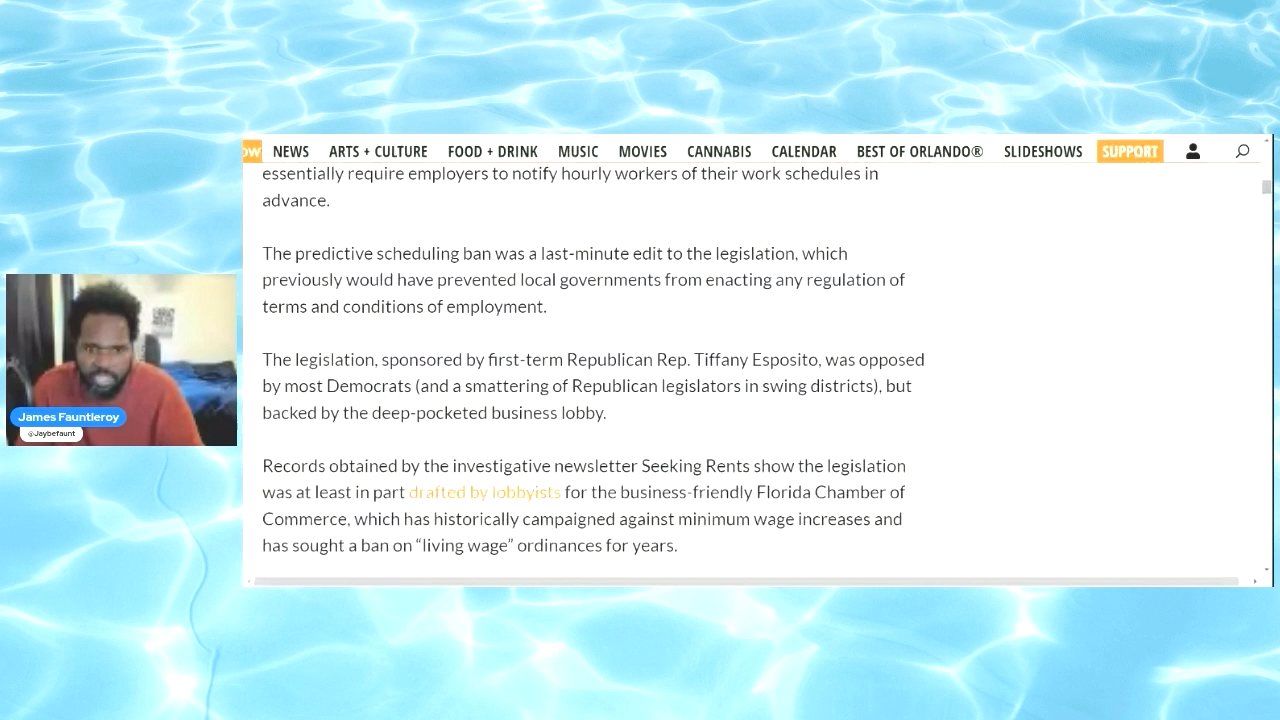 OW NEWS ARTS + CULTURE FOOD + DRINK MUSIC MOVIES CANNABIS CALENDAR BEST OF ORLANDO® SLIDESHOWS SUPPORT
essentially require employers to notify hourly workers of their work schedules in
advance.
The predictive scheduling ban was a last-minute edit to the legislation, which
previously would have prevented local governments from enacting any regulation of
terms and conditions of employment.
The legislation, sponsored by first-term Republican Rep. Tiffany Esposito, was opposed
by most Democrats (and a smattering of Republican legislators in swing districts), but
backed by the deep-pocketed business lobby.
Records obtained by the investigative newsletter Seeking Rents show the legislation
was at least in part drafted by lobbyists for the business-friendly Florida Chamber of
Commerce, which has historically campaigned against minimum wage increases and
has sought a ban on “living wage” ordinances for years.
James Fauntleroy
@Jaybefaunt